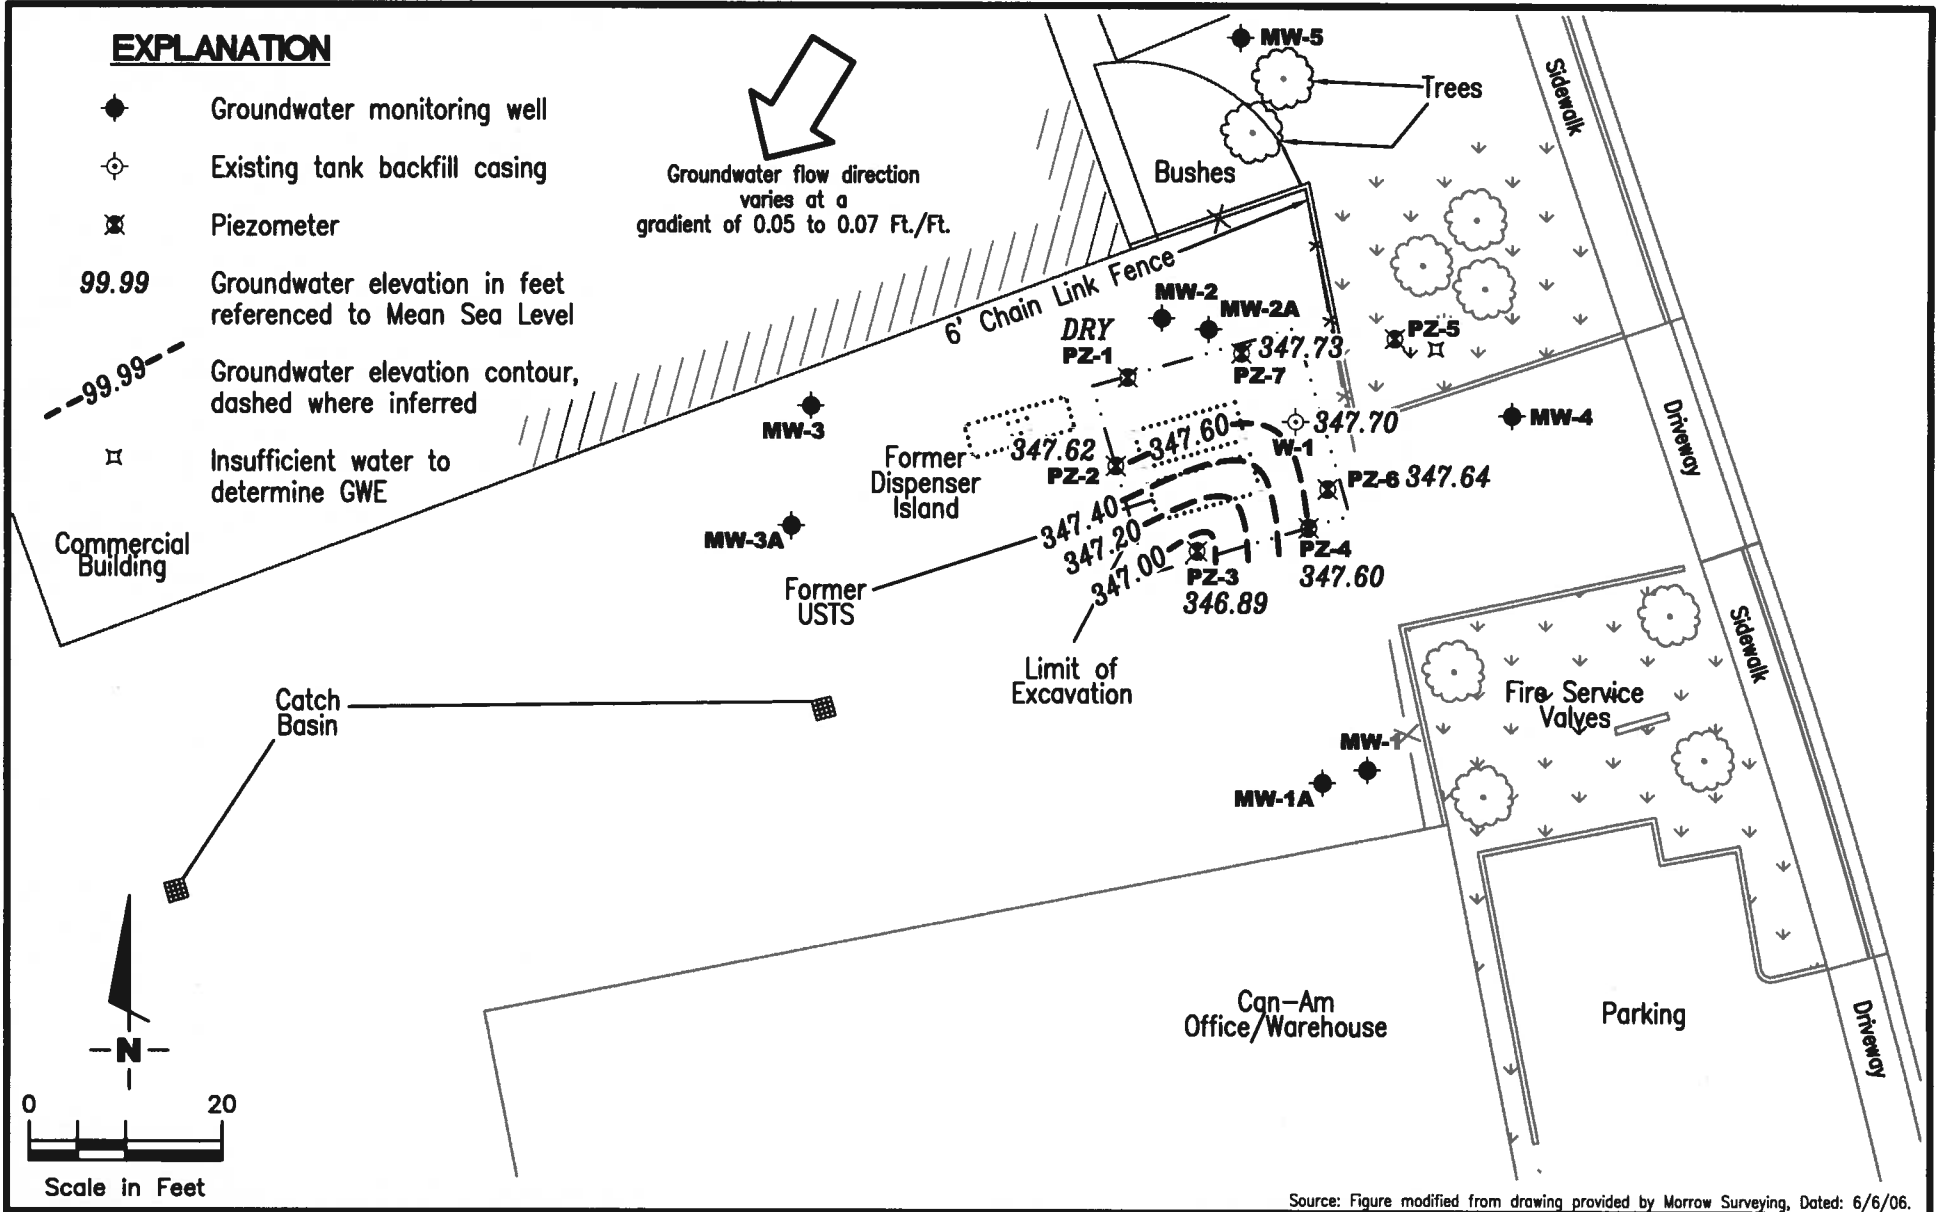 EXPLANATION
Groundwater monitoring well
Existing tank backfill casing
Piezometer
99.99
Groundwater elevation in feet
referenced to Mean Sea Level
99.99
Groundwater elevation contour,
dashed where inferred
Insufficient water to
determine GWE
Groundwater flow direction
varies at a
gradient of 0.05 to 0.07 Ft./Ft.
MW-5
Trees
Sidewalk
Bushes
6' Chain Link Fence
MW-2
MW-2A
DRY
PZ-1
347.73
PZ-7
PZ-5
MW-3
MW-4
Driveway
347.60
347.70
W-1
Former
Dispenser
Island
347.62
PZ-2
PZ-6 347.64
347.40
347.20
347.00
MW-3A
PZ-4
347.60
PZ-3
346.89
Commercial
Building
Former
USTS
Limit of
Excavation
Sidewalk
Catch
Basin
Fire Service
Valves
MW-1
MW-1A
Can-Am
Office/Warehouse
Parking
Driveway
N
0 20
Scale in Feet
Source: Figure modified from drawing provided by Morrow Surveying, Dated: 6/6/06.